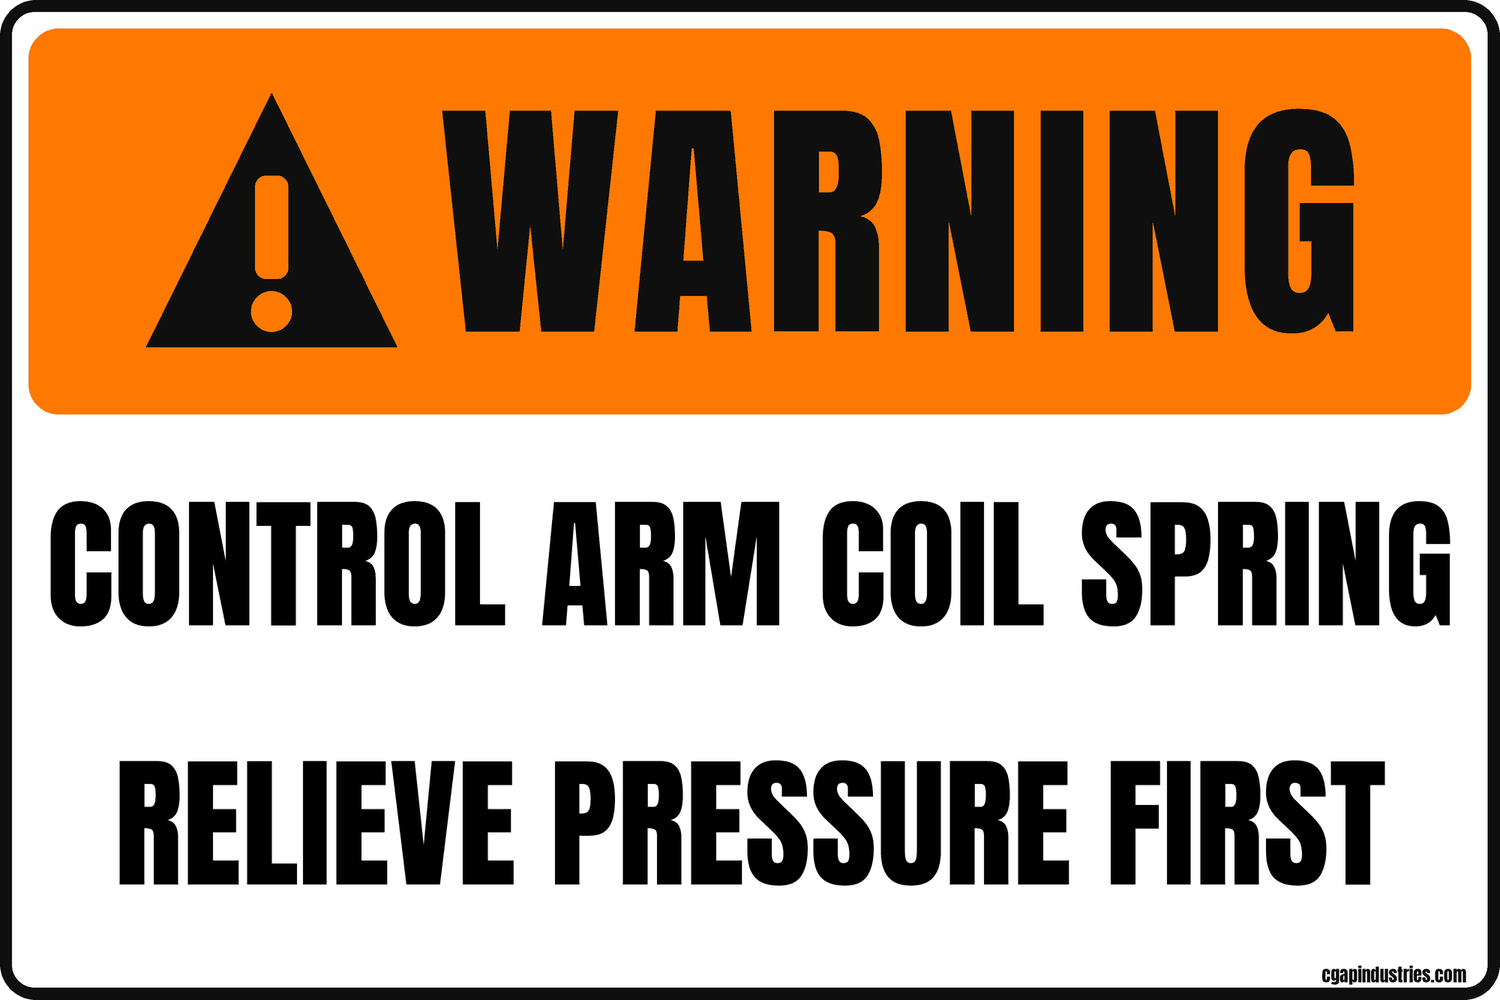 WARNING
CONTROL ARM COIL SPRING
RELIEVE PRESSURE FIRST
cgapindustries.com